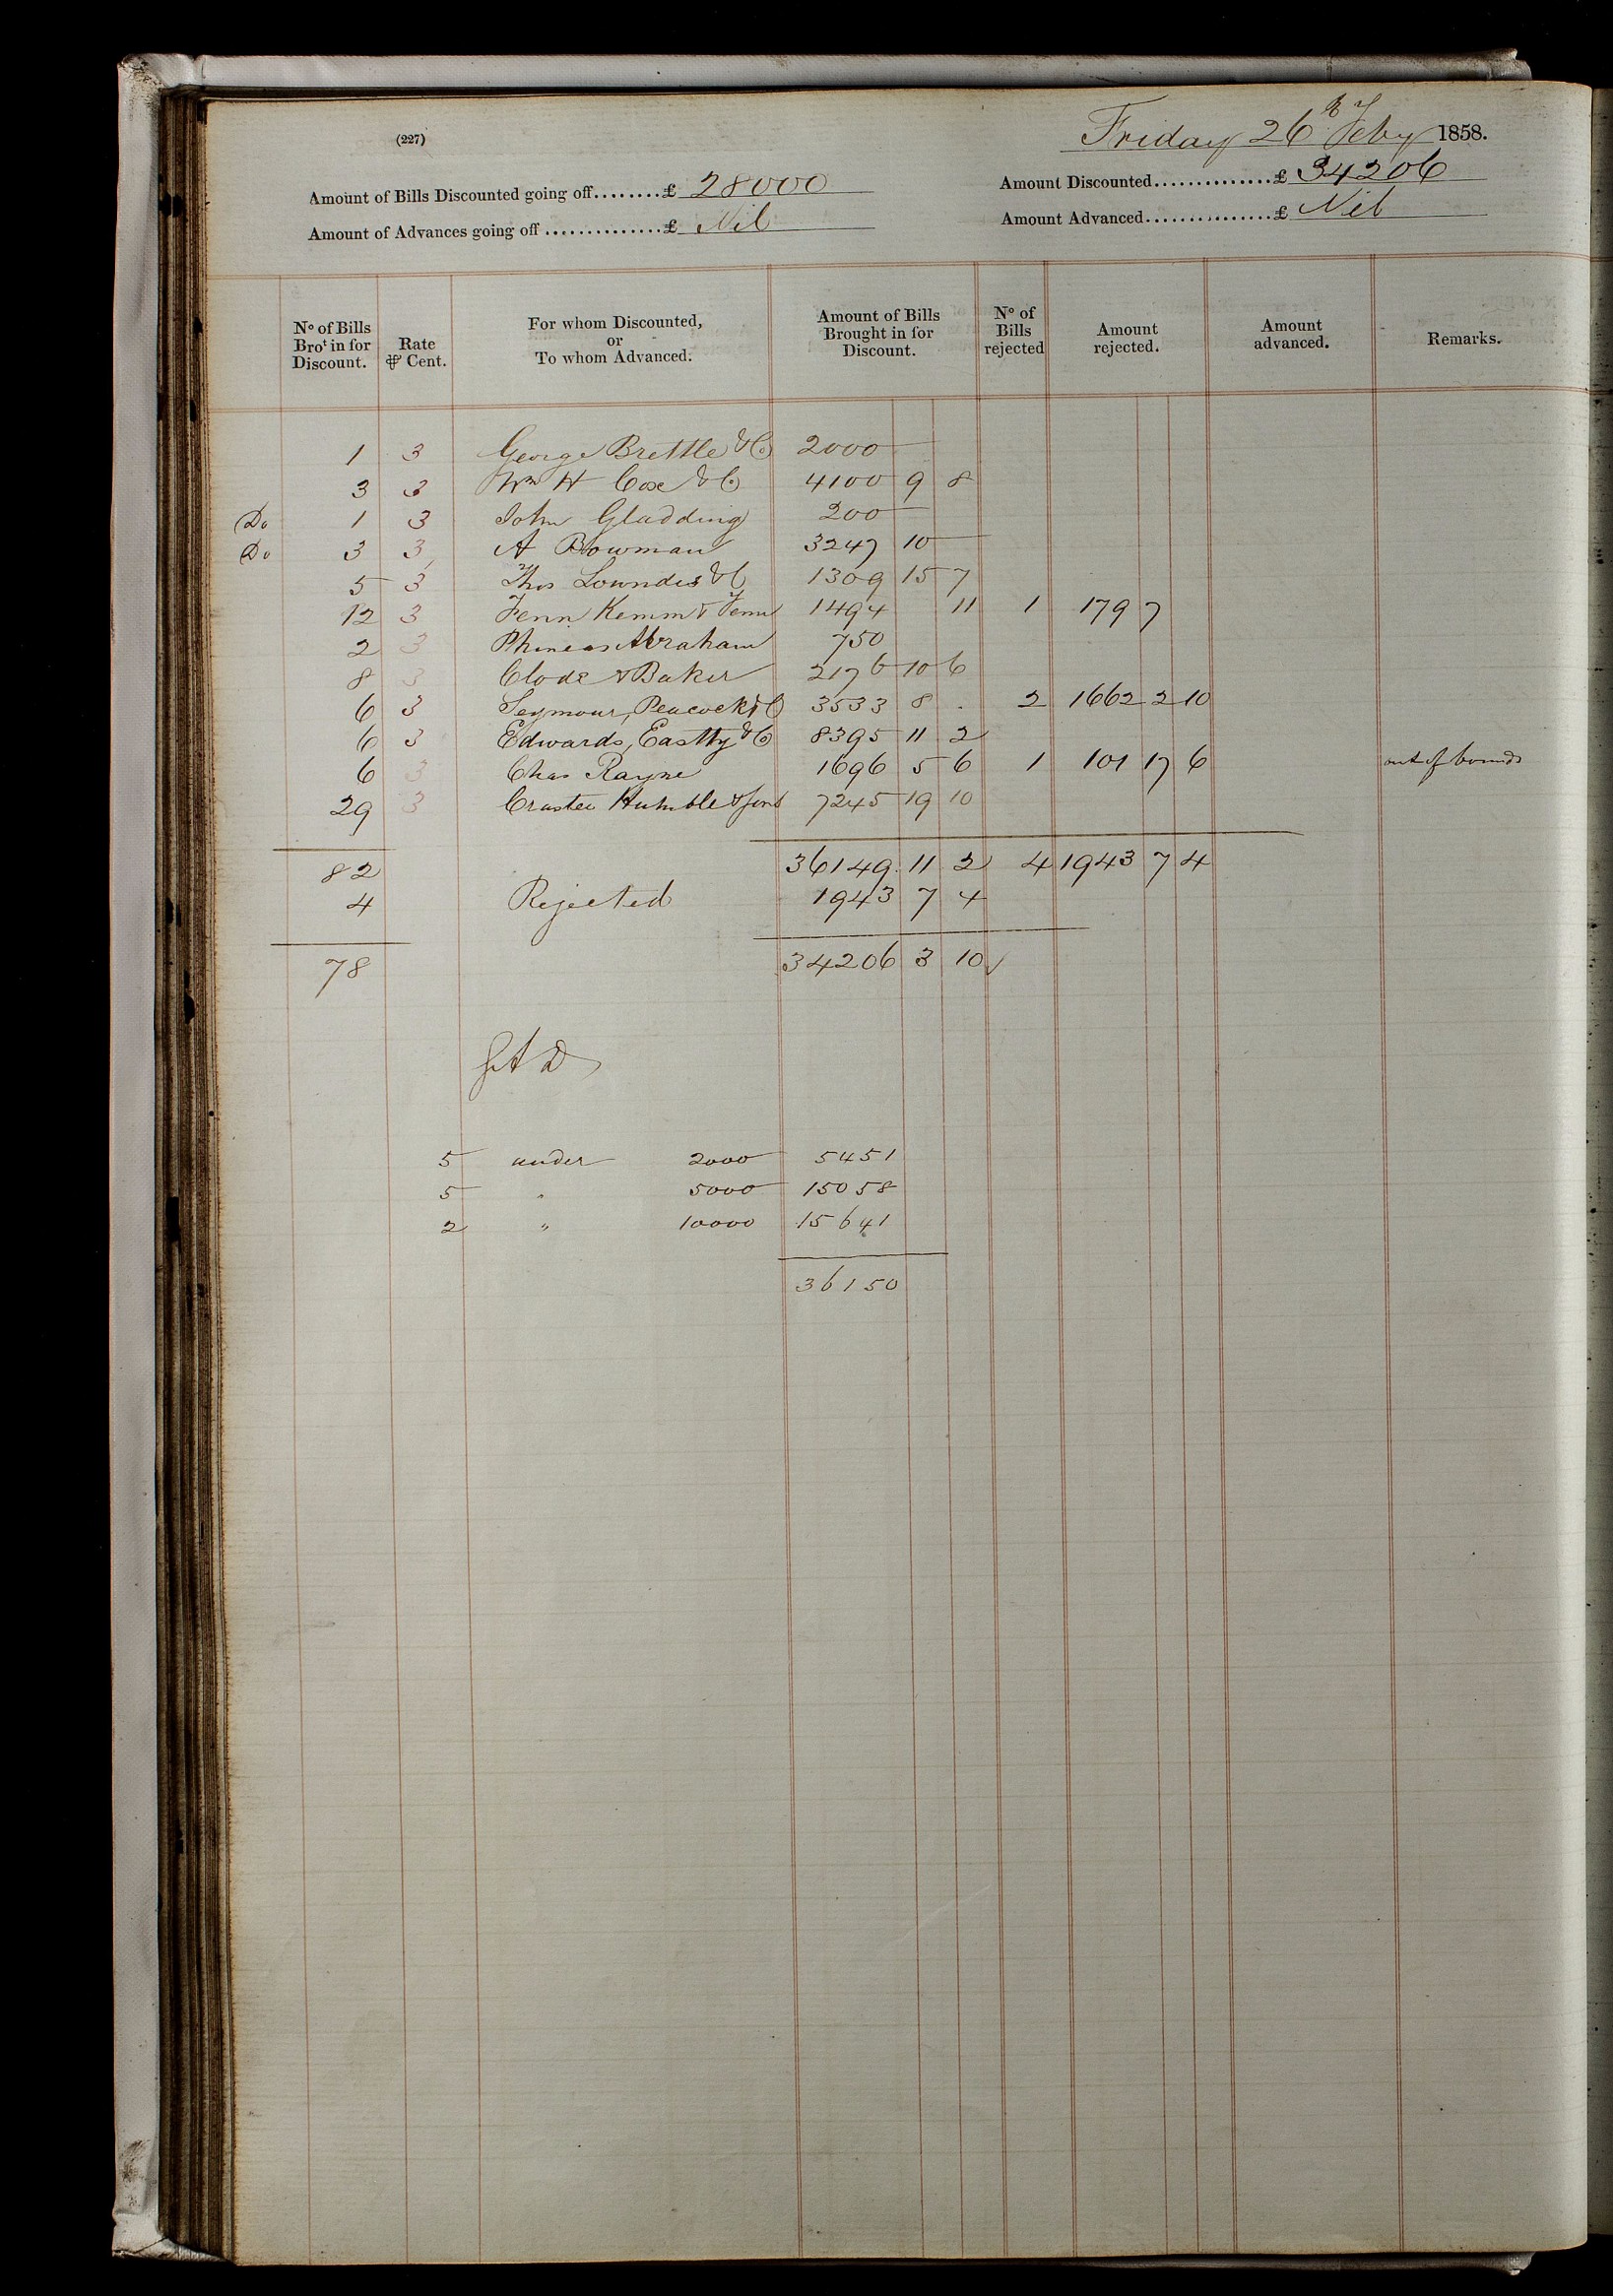 (227)
Friday 26th Feby 1858.
Amount of Bills Discounted going off........£ 28000
Amount Discounted..............£ 34206
Amount of Advances going off..............£ Nil
Amount Advanced...............£ Nil
No of Bills Brot in for Discount. Rate ⅌ Cent. For whom Discounted, or To whom Advanced. Amount of Bills Brought in for Discount. No of Bills rejected Amount rejected. Amount advanced. Remarks.
1 3 George Brettle & Co 2000
3 3 Wm H Cox & Co 4100 9 8
Do 1 3 John Gladding 200
Do 3 3 A Bowman 3247 10
5 3 Thos Lowndes & Co 1309 15 7
12 3 Fenn Kemm & Fenn 1494 11 1 179 7
2 3 Phineas Abraham 750
8 3 Clode & Baker 2176 10 6
6 3 Seymour, Peacock & Co 3533 8 . 2 1662 2 10
6 3 Edwards, Eastty & Co 8395 11 2
6 3 Chas Rayne 1696 5 6 1 101 17 6 out of bounds
29 3 Craster Humble & Sons 7245 19 10
82 36149 11 2 4 1943 7 4
4 Rejected 1943 7 4
78 34206 3 10
5 under 2000 5451
5 " 5000 15058
2 " 10000 15641
36150